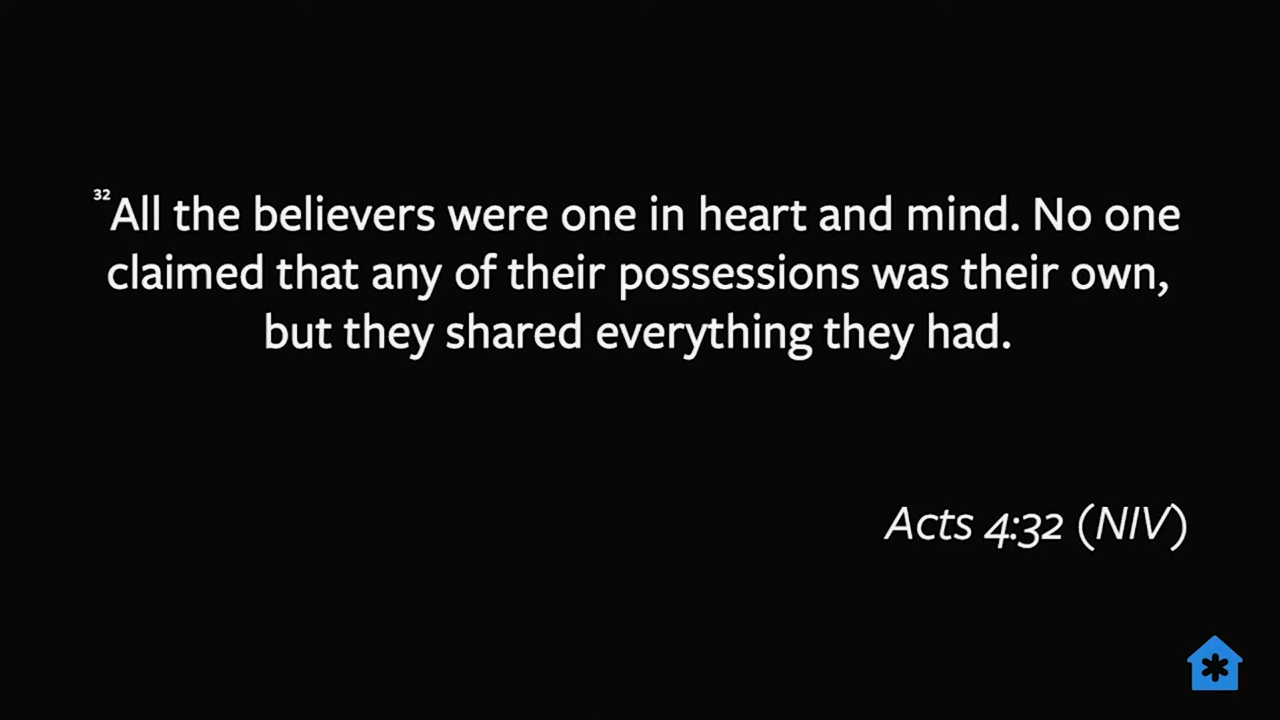 32All the believers were one in heart and mind. No one
claimed that any of their possessions was their own,
but they shared everything they had.
Acts 4:32 (NIV)